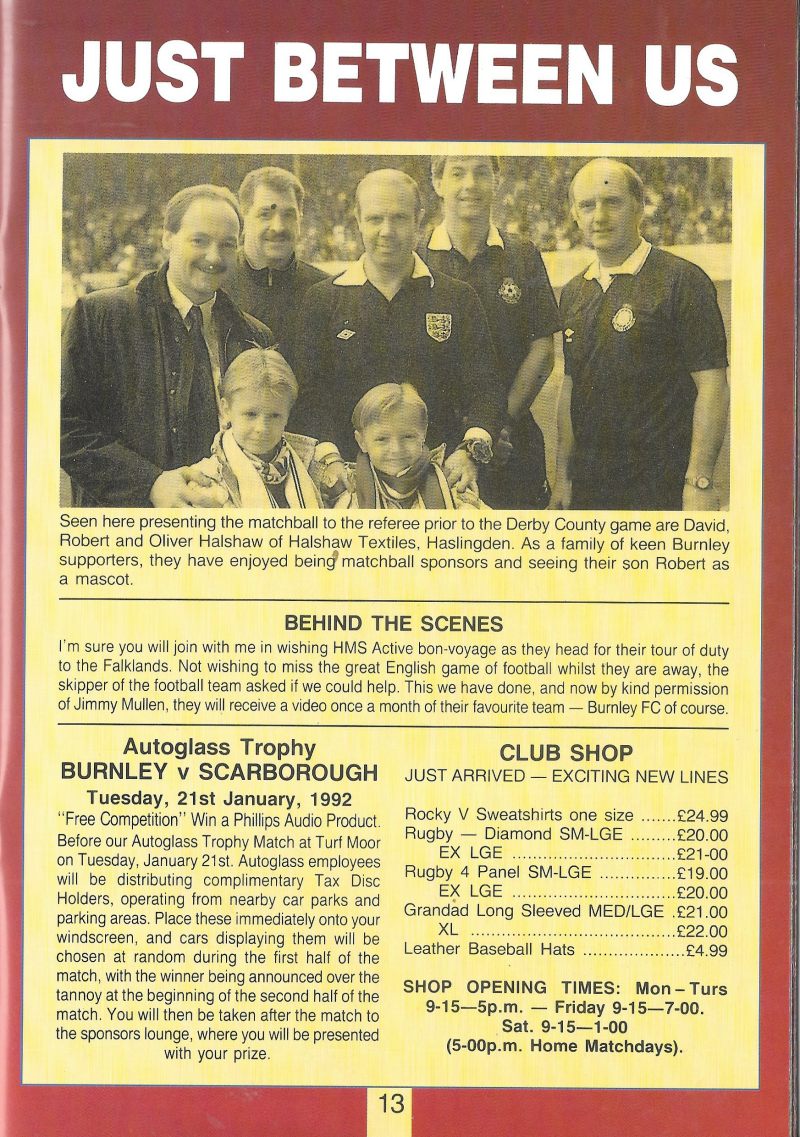 JUST BETWEEN US
Seen here presenting the matchball to the referee prior to the Derby County game are David,
Robert and Oliver Halshaw of Halshaw Textiles, Haslingden. As a family of keen Burnley
supporters, they have enjoyed being matchball sponsors and seeing their son Robert as
a mascot.
BEHIND THE SCENES
I'm sure you will join with me in wishing HMS Active bon-voyage as they head for their tour of duty
to the Falklands. Not wishing to miss the great English game of football whilst they are away, the
skipper of the football team asked if we could help. This we have done, and now by kind permission
of Jimmy Mullen, they will receive a video once a month of their favourite team — Burnley FC of course.
Autoglass Trophy
BURNLEY v SCARBOROUGH
Tuesday, 21st January, 1992
"Free Competition" Win a Phillips Audio Product.
Before our Autoglass Trophy Match at Turf Moor
on Tuesday, January 21st. Autoglass employees
will be distributing complimentary Tax Disc
Holders, operating from nearby car parks and
parking areas. Place these immediately onto your
windscreen, and cars displaying them will be
chosen at random during the first half of the
match, with the winner being announced over the
tannoy at the beginning of the second half of the
match. You will then be taken after the match to
the sponsors lounge, where you will be presented
with your prize.
CLUB SHOP
JUST ARRIVED — EXCITING NEW LINES
Rocky V Sweatshirts one size .......£24.99
Rugby — Diamond SM-LGE .........£20.00
EX LGE .................................£21-00
Rugby 4 Panel SM-LGE ...............£19.00
EX LGE .................................£20.00
Grandad Long Sleeved MED/LGE .£21.00
XL ..........................................£22.00
Leather Baseball Hats .....................£4.99
SHOP OPENING TIMES: Mon – Turs
9-15—5p.m. — Friday 9-15—7-00.
Sat. 9-15—1-00
(5-00p.m. Home Matchdays).
13